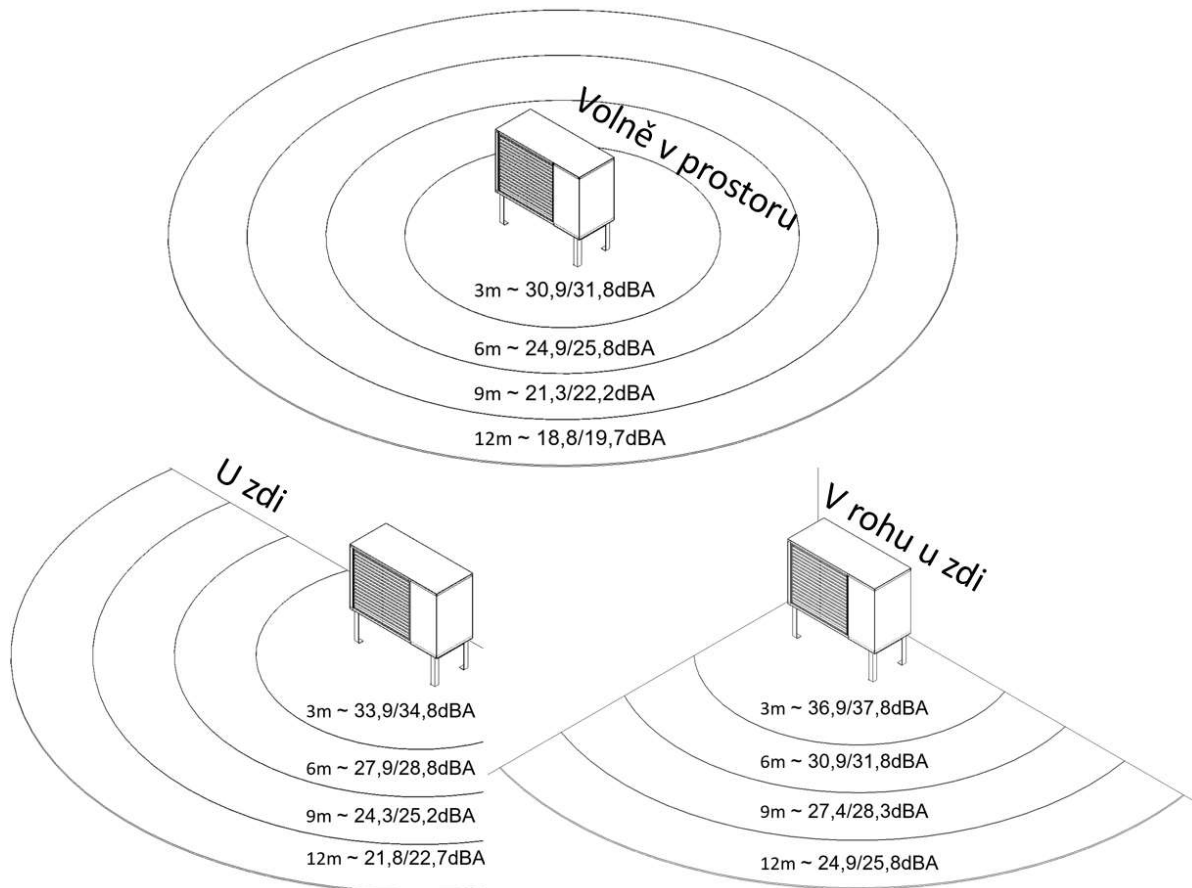 Volně v prostoru
3m ~ 30,9/31,8dBA
6m ~ 24,9/25,8dBA
9m ~ 21,3/22,2dBA
12m ~ 18,8/19,7dBA
U zdi
3m ~ 33,9/34,8dBA
6m ~ 27,9/28,8dBA
9m ~ 24,3/25,2dBA
12m ~ 21,8/22,7dBA
V rohu u zdi
3m ~ 36,9/37,8dBA
6m ~ 30,9/31,8dBA
9m ~ 27,4/28,3dBA
12m ~ 24,9/25,8dBA